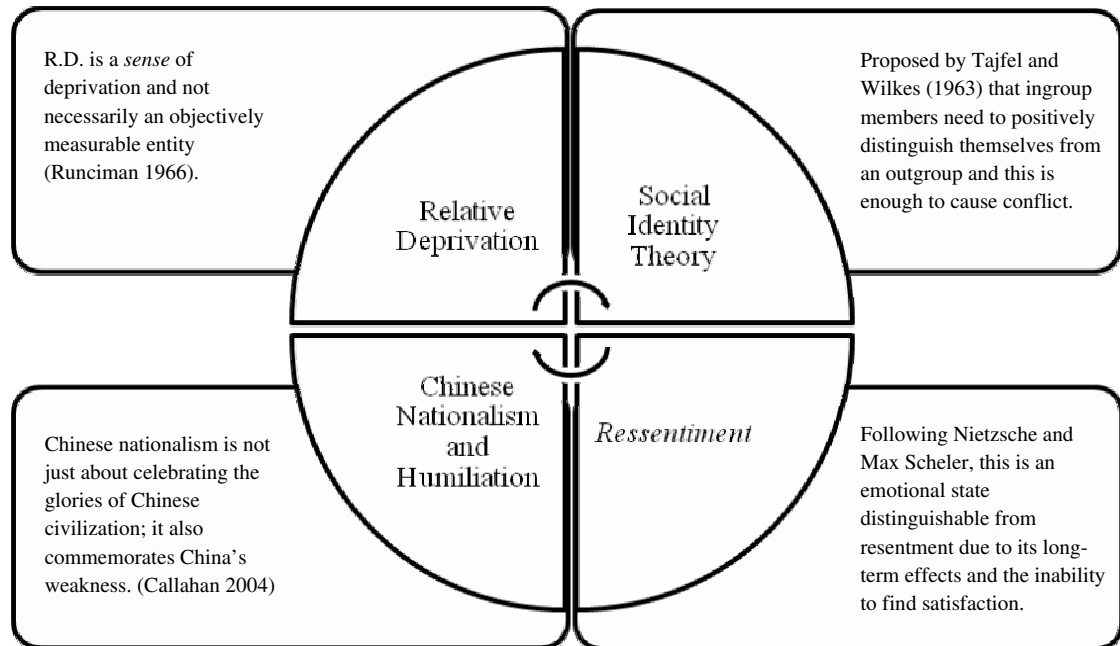 R.D. is a sense of
deprivation and not
necessarily an objectively
measurable entity
(Runciman 1966).
Proposed by Tajfel and
Wilkes (1963) that ingroup
members need to positively
distinguish themselves from
an outgroup and this is
enough to cause conflict.
Relative
Deprivation
Social
Identity
Theory
Chinese
Nationalism
and
Humiliation
Ressentiment
Chinese nationalism is not
just about celebrating the
glories of Chinese
civilization; it also
commemorates China’s
weakness. (Callahan 2004)
Following Nietzsche and
Max Scheler, this is an
emotional state
distinguishable from
resentment due to its long-
term effects and the inability
to find satisfaction.